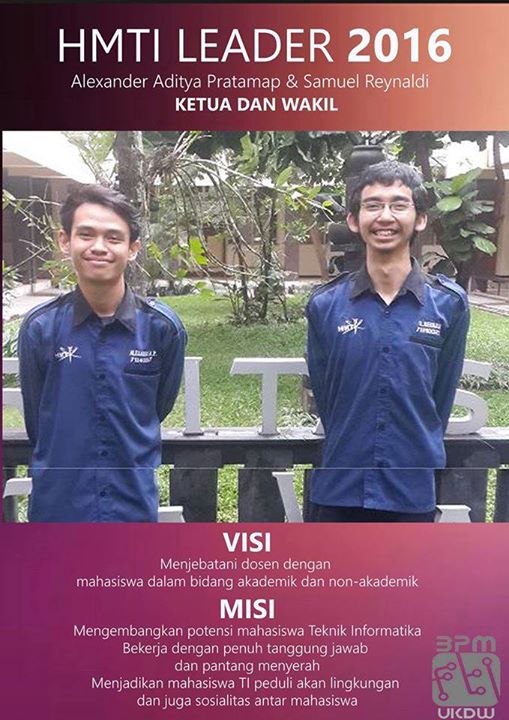 HMTI LEADER 2016
Alexander Aditya Pratamap & Samuel Reynaldi
KETUA DAN WAKIL
HMTI
HMTI
VISI
Menjebatani dosen dengan
mahasiswa dalam bidang akademik dan non-akademik
MISI
Mengembangkan potensi mahasiswa Teknik Informatika
Bekerja dengan penuh tanggung jawab
dan pantang menyerah
Menjadikan mahasiswa TI peduli akan lingkungan
dan juga sosialitas antar mahasiswa
BPM
UKDW